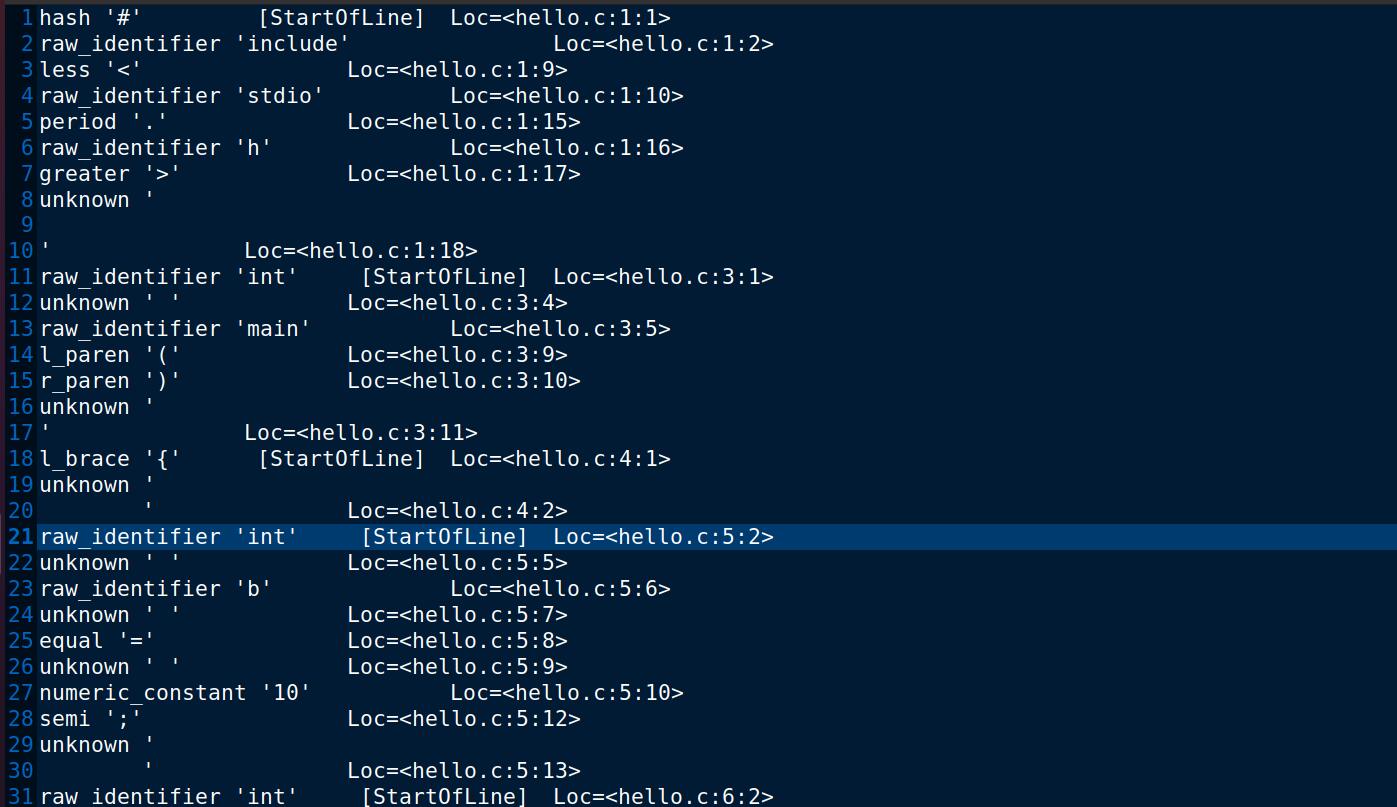 1 hash '#'         [StartOfLine]  Loc=<hello.c:1:1>
2 raw_identifier 'include'                Loc=<hello.c:1:2>
3 less '<'                Loc=<hello.c:1:9>
4 raw_identifier 'stdio'          Loc=<hello.c:1:10>
5 period '.'              Loc=<hello.c:1:15>
6 raw_identifier 'h'              Loc=<hello.c:1:16>
7 greater '>'             Loc=<hello.c:1:17>
8 unknown '
9
10 '               Loc=<hello.c:1:18>
11 raw_identifier 'int'     [StartOfLine]  Loc=<hello.c:3:1>
12 unknown ' '             Loc=<hello.c:3:4>
13 raw_identifier 'main'           Loc=<hello.c:3:5>
14 l_paren '('             Loc=<hello.c:3:9>
15 r_paren ')'             Loc=<hello.c:3:10>
16 unknown '
17 '               Loc=<hello.c:3:11>
18 l_brace '{'      [StartOfLine]  Loc=<hello.c:4:1>
19 unknown '
20         '               Loc=<hello.c:4:2>
21 raw_identifier 'int'     [StartOfLine]  Loc=<hello.c:5:2>
22 unknown ' '             Loc=<hello.c:5:5>
23 raw_identifier 'b'              Loc=<hello.c:5:6>
24 unknown ' '             Loc=<hello.c:5:7>
25 equal '='               Loc=<hello.c:5:8>
26 unknown ' '             Loc=<hello.c:5:9>
27 numeric_constant '10'           Loc=<hello.c:5:10>
28 semi ';'                Loc=<hello.c:5:12>
29 unknown '
30         '               Loc=<hello.c:5:13>
31 raw_identifier 'int'     [StartOfLine]  Loc=<hello.c:6:2>